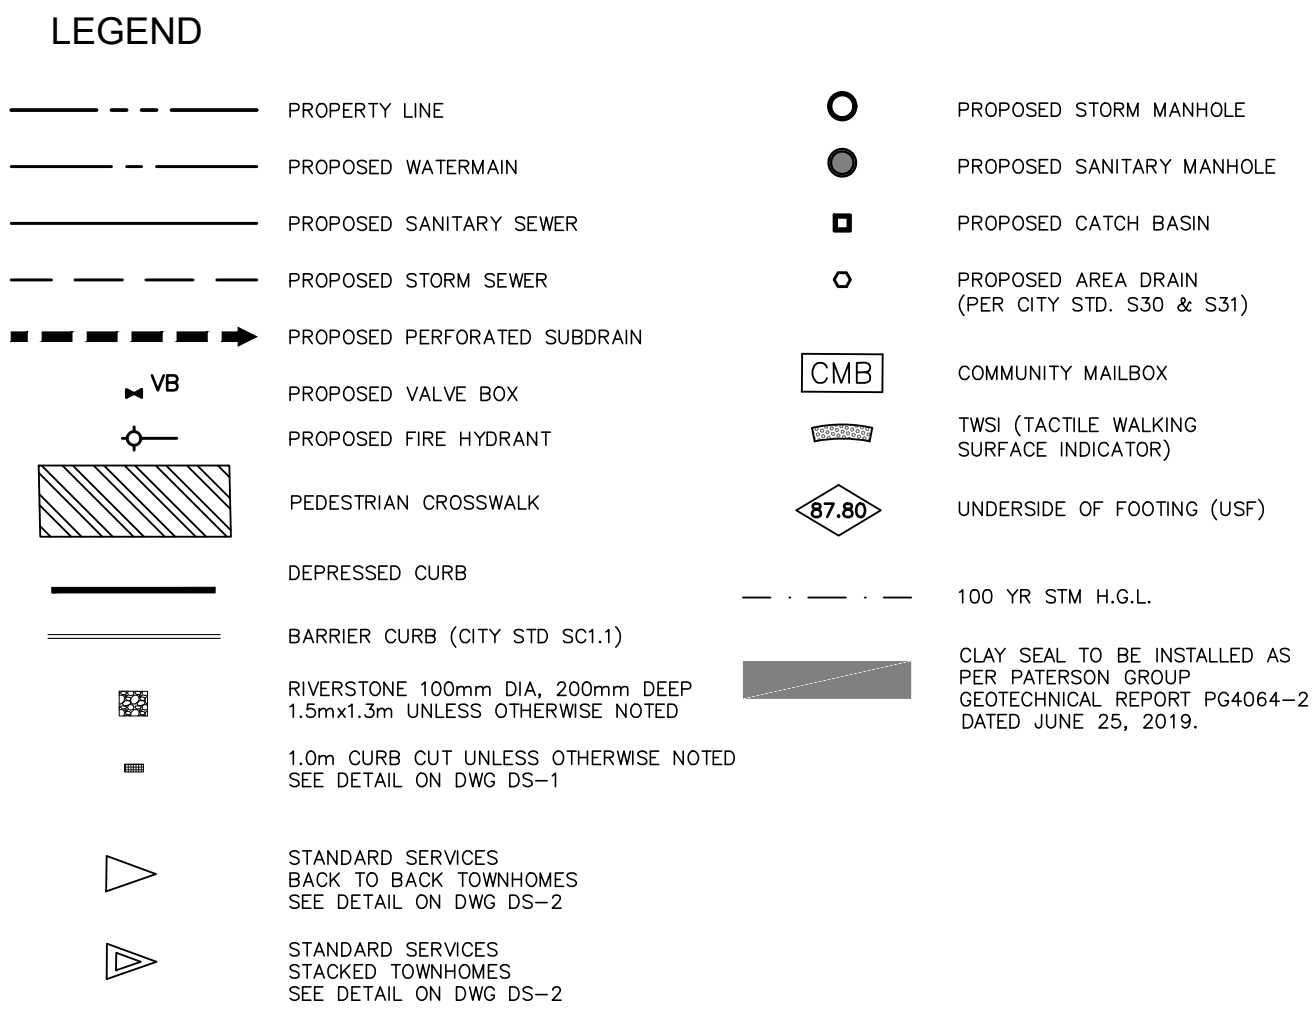 LEGEND
PROPERTY LINE
PROPOSED WATERMAIN
PROPOSED SANITARY SEWER
PROPOSED STORM SEWER
PROPOSED PERFORATED SUBDRAIN
VB
PROPOSED VALVE BOX
PROPOSED FIRE HYDRANT
PEDESTRIAN CROSSWALK
DEPRESSED CURB
BARRIER CURB (CITY STD SC1.1)
RIVERSTONE 100mm DIA, 200mm DEEP
1.5mx1.3m UNLESS OTHERWISE NOTED
1.0m CURB CUT UNLESS OTHERWISE NOTED
SEE DETAIL ON DWG DS-1
STANDARD SERVICES
BACK TO BACK TOWNHOMES
SEE DETAIL ON DWG DS-2
STANDARD SERVICES
STACKED TOWNHOMES
SEE DETAIL ON DWG DS-2
PROPOSED STORM MANHOLE
PROPOSED SANITARY MANHOLE
PROPOSED CATCH BASIN
PROPOSED AREA DRAIN
(PER CITY STD. S30 & S31)
CMB
COMMUNITY MAILBOX
TWSI (TACTILE WALKING
SURFACE INDICATOR)
87.80
UNDERSIDE OF FOOTING (USF)
100 YR STM H.G.L.
CLAY SEAL TO BE INSTALLED AS
PER PATERSON GROUP
GEOTECHNICAL REPORT PG4064-2
DATED JUNE 25, 2019.